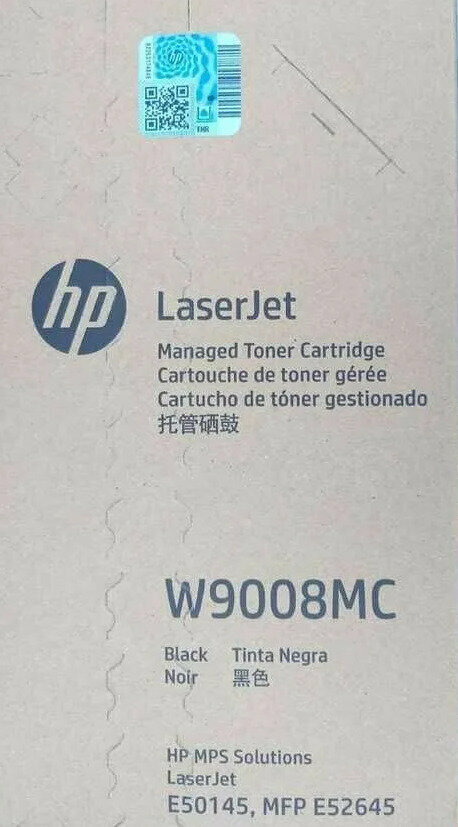 hp
LaserJet
Managed Toner Cartridge
Cartouche de toner gérée
Cartucho de tóner gestionado
托管硒鼓
W9008MC
Black Tinta Negra
Noir 黑色
HP MPS Solutions
LaserJet
E50145, MFP E52645